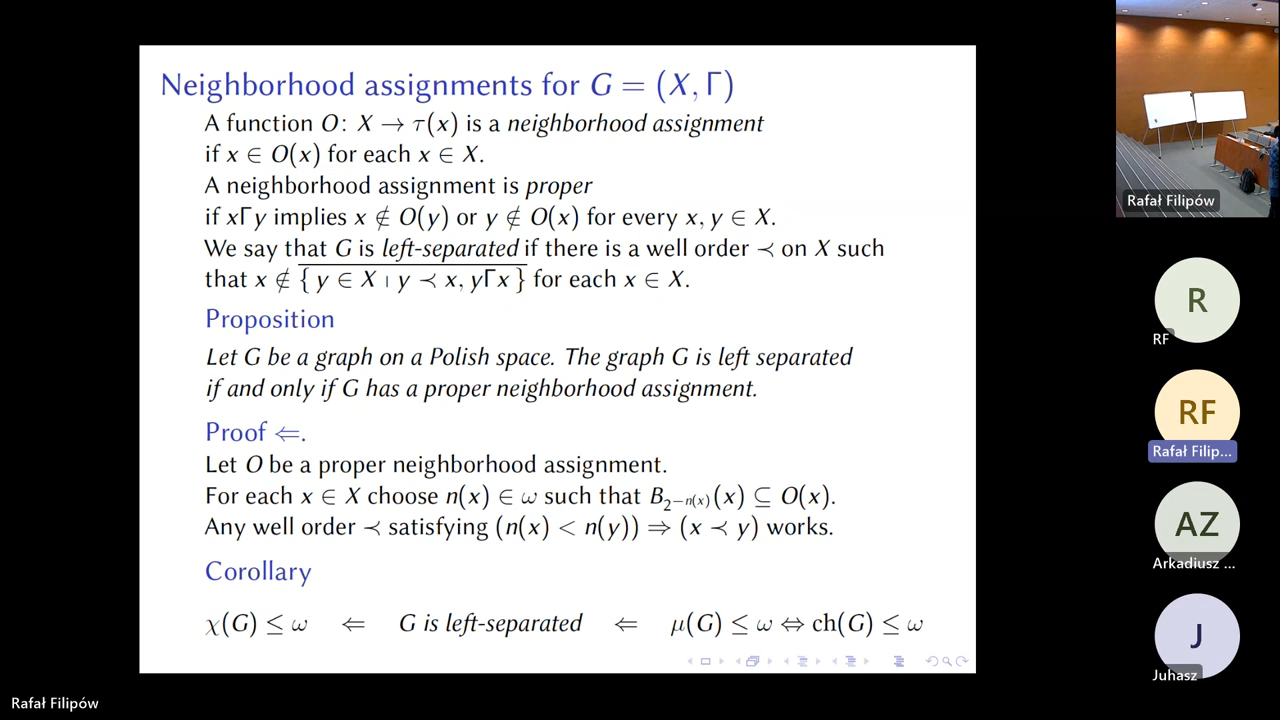 Neighborhood assignments for G = (X, Γ)
A function O: X → τ(x) is a neighborhood assignment
if x ∈ O(x) for each x ∈ X.
A neighborhood assignment is proper
if xΓy implies x ∉ O(y) or y ∉ O(x) for every x, y ∈ X.
We say that G is left-separated if there is a well order ≺ on X such
that x ∉ \overline{{ y ∈ X | y ≺ x, yΓx }} for each x ∈ X.
Proposition
Let G be a graph on a Polish space. The graph G is left separated
if and only if G has a proper neighborhood assignment.
Proof ⇐.
Let O be a proper neighborhood assignment.
For each x ∈ X choose n(x) ∈ ω such that B_{2^{−n(x)}}(x) ⊆ O(x).
Any well order ≺ satisfying (n(x) < n(y)) ⇒ (x ≺ y) works.
Corollary
χ(G) ≤ ω ⇐ G is left-separated ⇐ μ(G) ≤ ω ⇔ ch(G) ≤ ω
Rafał Filipów
R
RF
RF
Rafał Filip...
AZ
Arkadiusz ...
J
Juhasz
Rafał Filipów